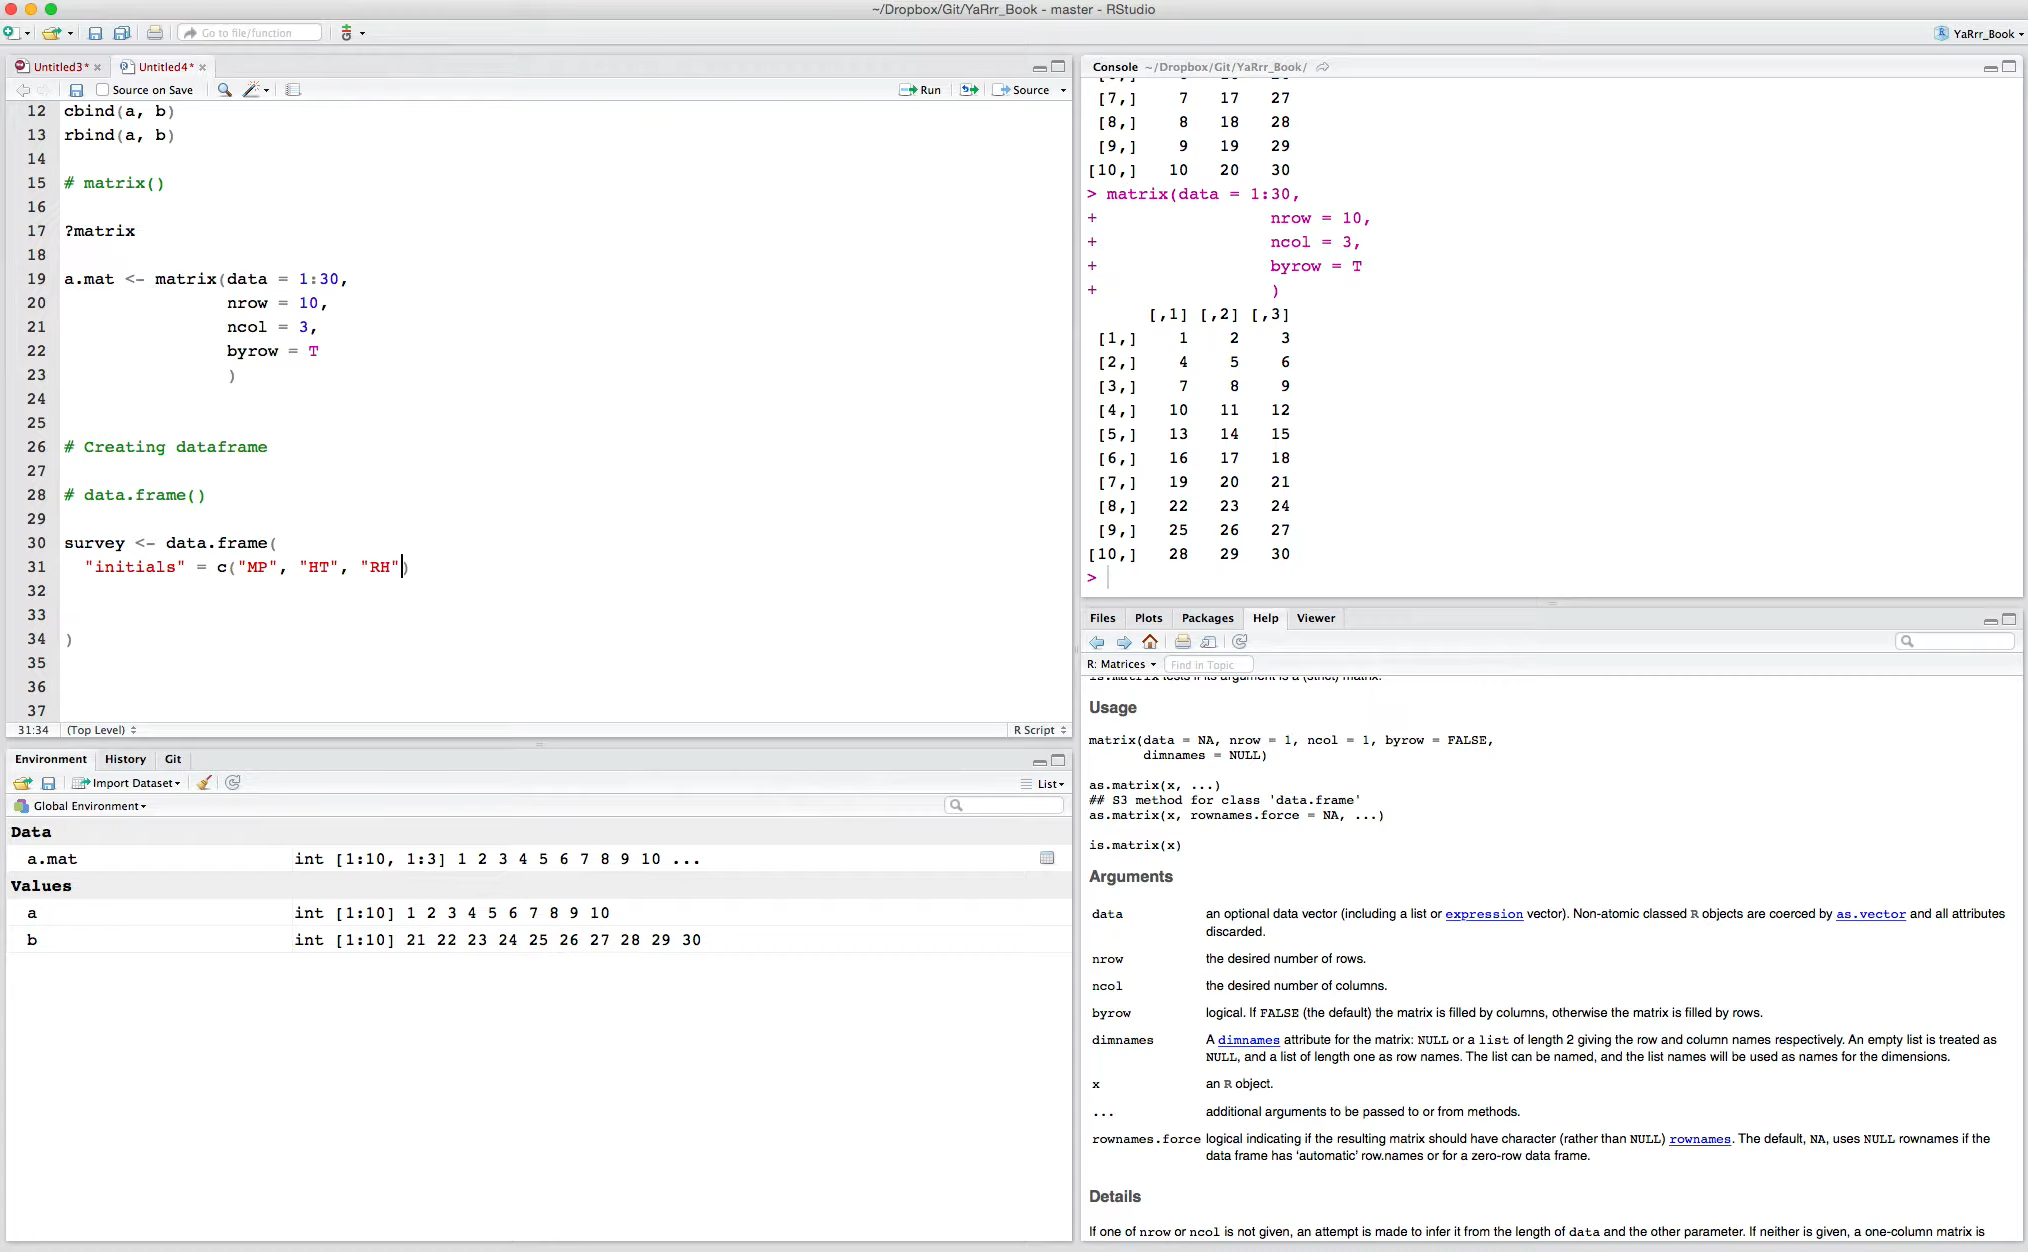 ~/Dropbox/Git/YaRrr_Book - master - RStudio
Go to file/function
YaRrr_Book
Untitled3*
Untitled4*
Source on Save
Run
Source
12 cbind(a, b)
13 rbind(a, b)
14
15 # matrix()
16
17 ?matrix
18
19 a.mat <- matrix(data = 1:30,
20 nrow = 10,
21 ncol = 3,
22 byrow = T
23 )
24
25
26 # Creating dataframe
27
28 # data.frame()
29
30 survey <- data.frame(
31 "initials" = c("MP", "HT", "RH")
32
33
34 )
35
36
37
31:34 (Top Level) R Script
Environment History Git
Import Dataset
List
Global Environment
Data
a.mat int [1:10, 1:3] 1 2 3 4 5 6 7 8 9 10 ...
Values
a int [1:10] 1 2 3 4 5 6 7 8 9 10
b int [1:10] 21 22 23 24 25 26 27 28 29 30
Console ~/Dropbox/Git/YaRrr_Book/
[7,] 7 17 27
[8,] 8 18 28
[9,] 9 19 29
[10,] 10 20 30
> matrix(data = 1:30,
+ nrow = 10,
+ ncol = 3,
+ byrow = T
+ )
[,1] [,2] [,3]
[1,] 1 2 3
[2,] 4 5 6
[3,] 7 8 9
[4,] 10 11 12
[5,] 13 14 15
[6,] 16 17 18
[7,] 19 20 21
[8,] 22 23 24
[9,] 25 26 27
[10,] 28 29 30
>
Files Plots Packages Help Viewer
R: Matrices Find in Topic
is.matrix tests if its argument is a (strict) matrix.
Usage
matrix(data = NA, nrow = 1, ncol = 1, byrow = FALSE,
dimnames = NULL)
as.matrix(x, ...)
## S3 method for class 'data.frame'
as.matrix(x, rownames.force = NA, ...)
is.matrix(x)
Arguments
data an optional data vector (including a list or expression vector). Non-atomic classed R objects are coerced by as.vector and all attributes
discarded.
nrow the desired number of rows.
ncol the desired number of columns.
byrow logical. If FALSE (the default) the matrix is filled by columns, otherwise the matrix is filled by rows.
dimnames A dimnames attribute for the matrix: NULL or a list of length 2 giving the row and column names respectively. An empty list is treated as
NULL, and a list of length one as row names. The list can be named, and the list names will be used as names for the dimensions.
x an R object.
... additional arguments to be passed to or from methods.
rownames.force logical indicating if the resulting matrix should have character (rather than NULL) rownames. The default, NA, uses NULL rownames if the
data frame has ‘automatic’ row.names or for a zero-row data frame.
Details
If one of nrow or ncol is not given, an attempt is made to infer it from the length of data and the other parameter. If neither is given, a one-column matrix is